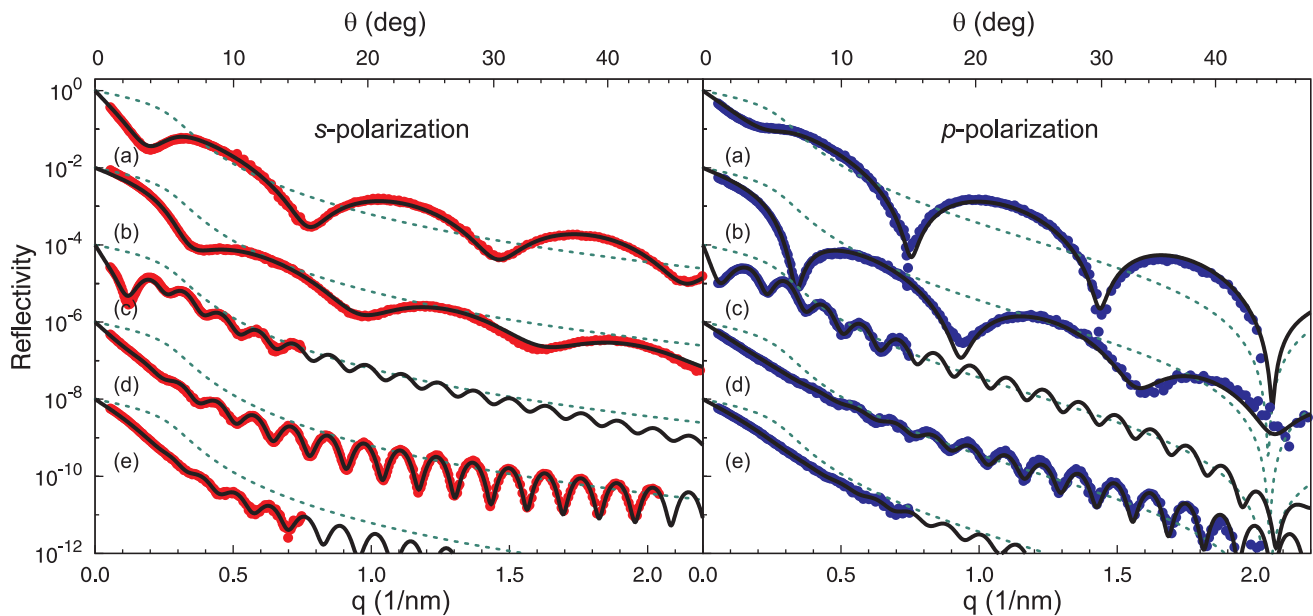 θ (deg) θ (deg)
0 10 20 30 40 0 10 20 30 40
s-polarization p-polarization
Reflectivity
10^0
10^-2
10^-4
10^-6
10^-8
10^-10
10^-12
(a) (a)
(b) (b)
(c) (c)
(d) (d)
(e) (e)
0.0 0.5 1.0 1.5 2.0 0.0 0.5 1.0 1.5 2.0
q (1/nm) q (1/nm)